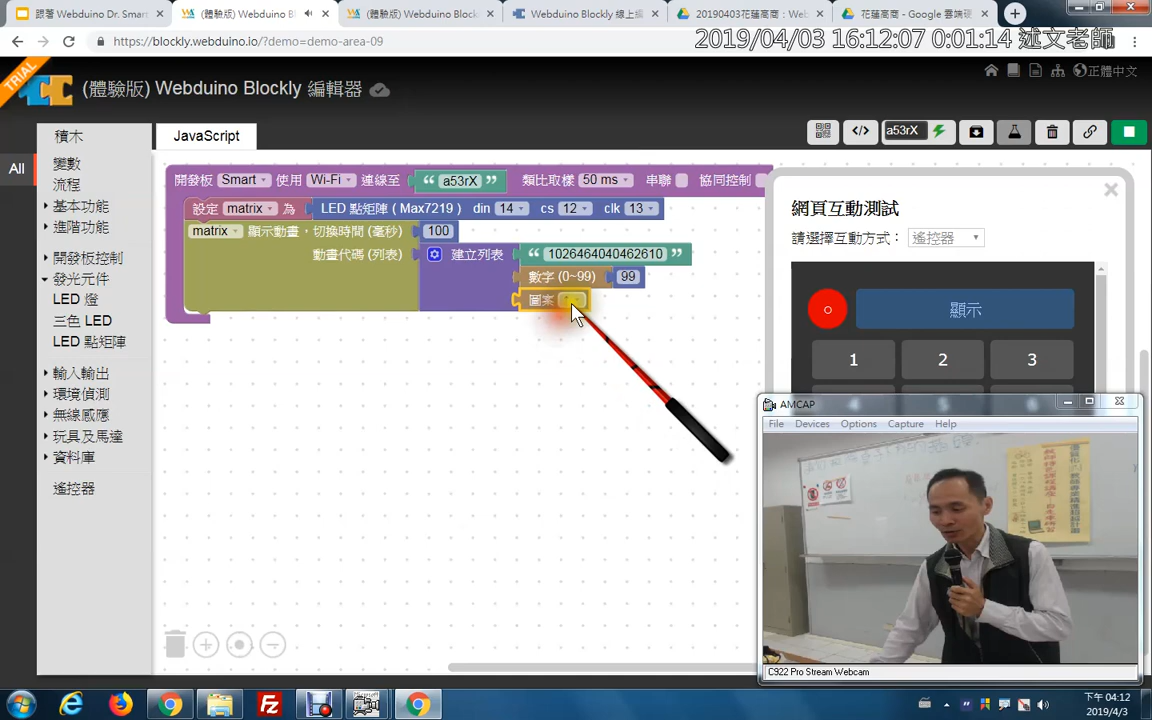 跟著 Webduino Dr. Smar
(體驗版) Webduino Bl
(體驗版) Webduino Block
Webduino Blockly 線上編
20190403花蓮高商：Web
花蓮高商 - Google 雲端硬
https://blockly.webduino.io/?demo=demo-area-09
2019/04/03 16:12:07 0:01:14 述文老師
TRIAL
(體驗版) Webduino Blockly 編輯器
正體中文
積木
JavaScript
</>
a53rX
All
變數
流程
基本功能
進階功能
開發板控制
發光元件
LED 燈
三色 LED
LED 點矩陣
輸入輸出
環境偵測
無線感應
玩具及馬達
資料庫
遙控器
開發板 Smart 使用 Wi-Fi 連線至 “ a53rX ” 類比取樣 50 ms 串聯 協同控制
設定 matrix 為 LED 點矩陣 ( Max7219 ) din 14 cs 12 clk 13
matrix 顯示動畫，切換時間 (毫秒) 100
動畫代碼 (列表) 建立列表 “ 1026464040462610 ”
數字 (0~99) 99
圖案
網頁互動測試
請選擇互動方式： 遙控器
○ 顯示
1 2 3
4 5 6
AMCAP
File Devices Options Capture Help
C922 Pro Stream Webcam
下午 04:12
2019/4/3